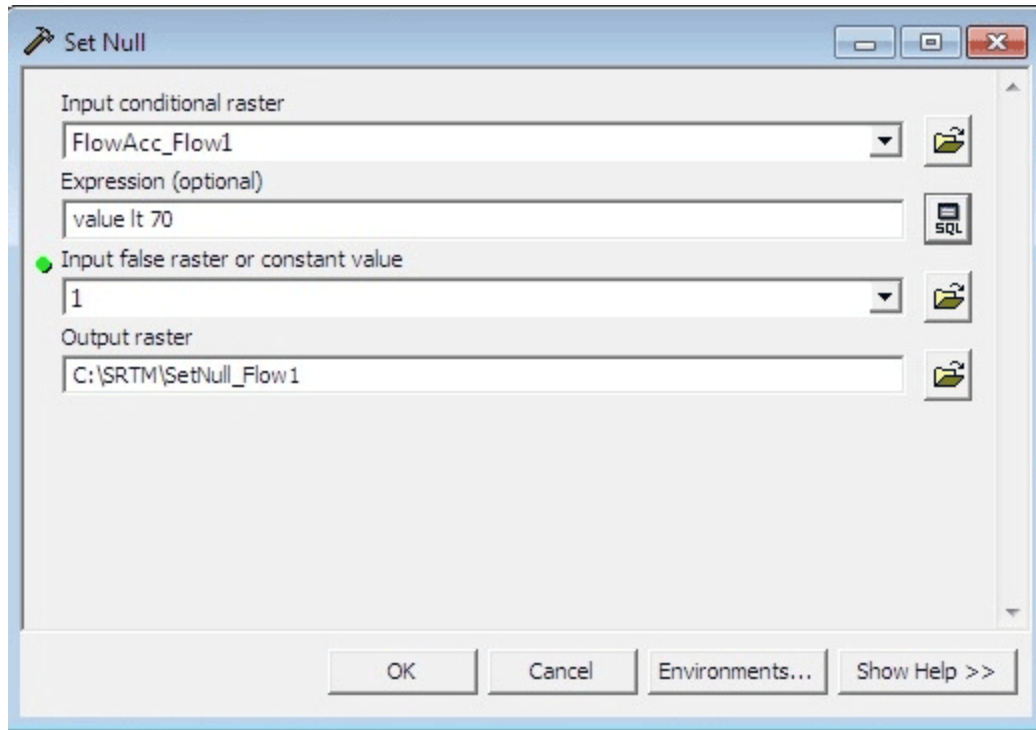 Set Null
Input conditional raster
FlowAcc_Flow1
Expression (optional)
value lt 70
SQL
Input false raster or constant value
1
Output raster
C:\SRTM\SetNull_Flow1
OK Cancel Environments... Show Help >>